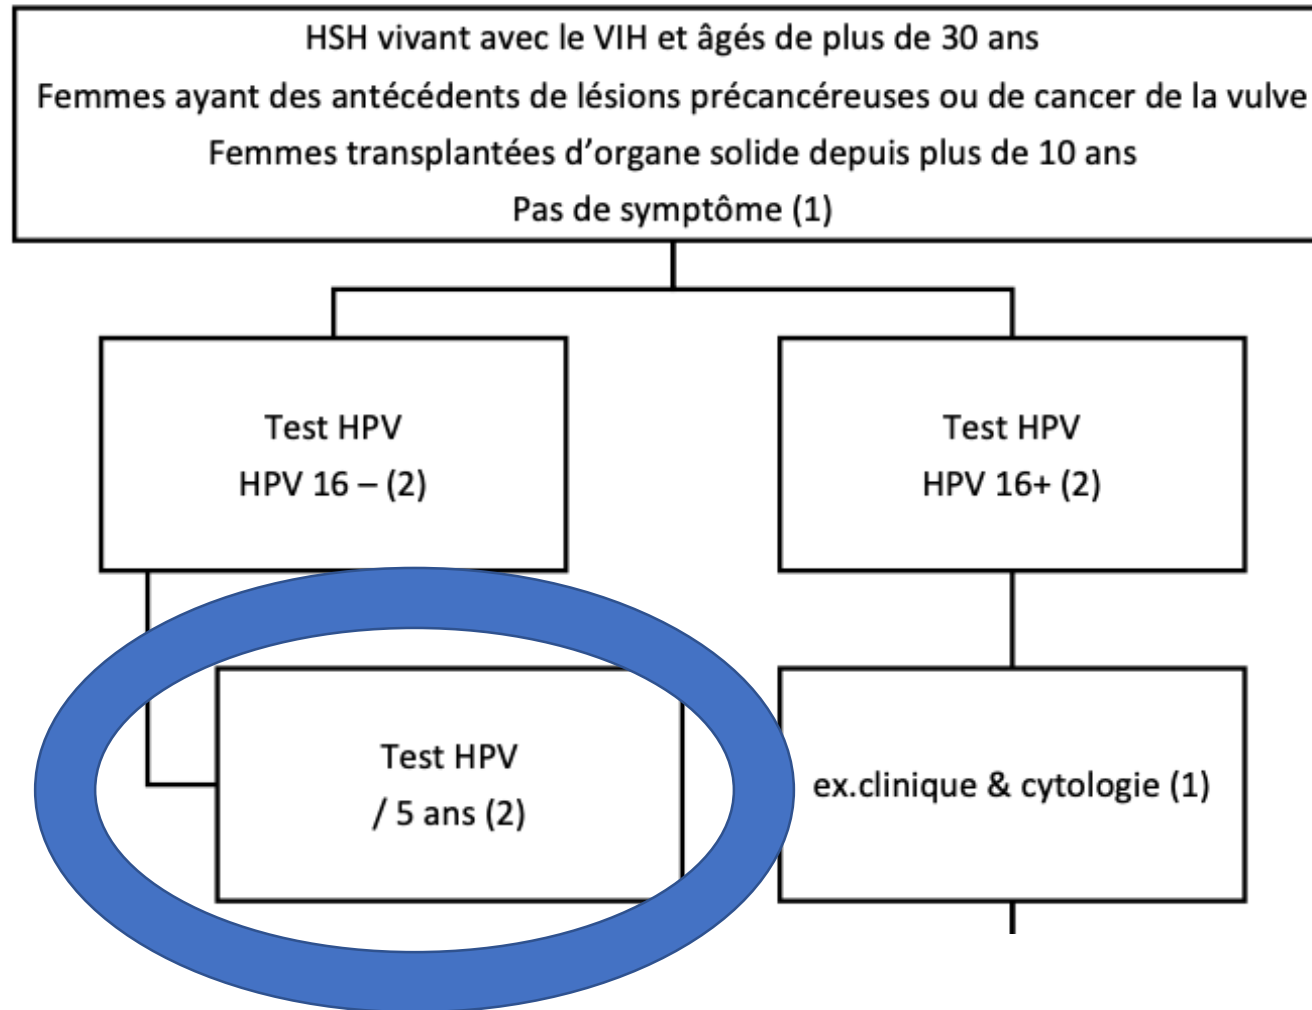 HSH vivant avec le VIH et âgés de plus de 30 ans
Femmes ayant des antécédents de lésions précancéreuses ou de cancer de la vulve
Femmes transplantées d’organe solide depuis plus de 10 ans
Pas de symptôme (1)
Test HPV
HPV 16 – (2)
Test HPV
HPV 16+ (2)
Test HPV
/ 5 ans (2)
ex.clinique & cytologie (1)